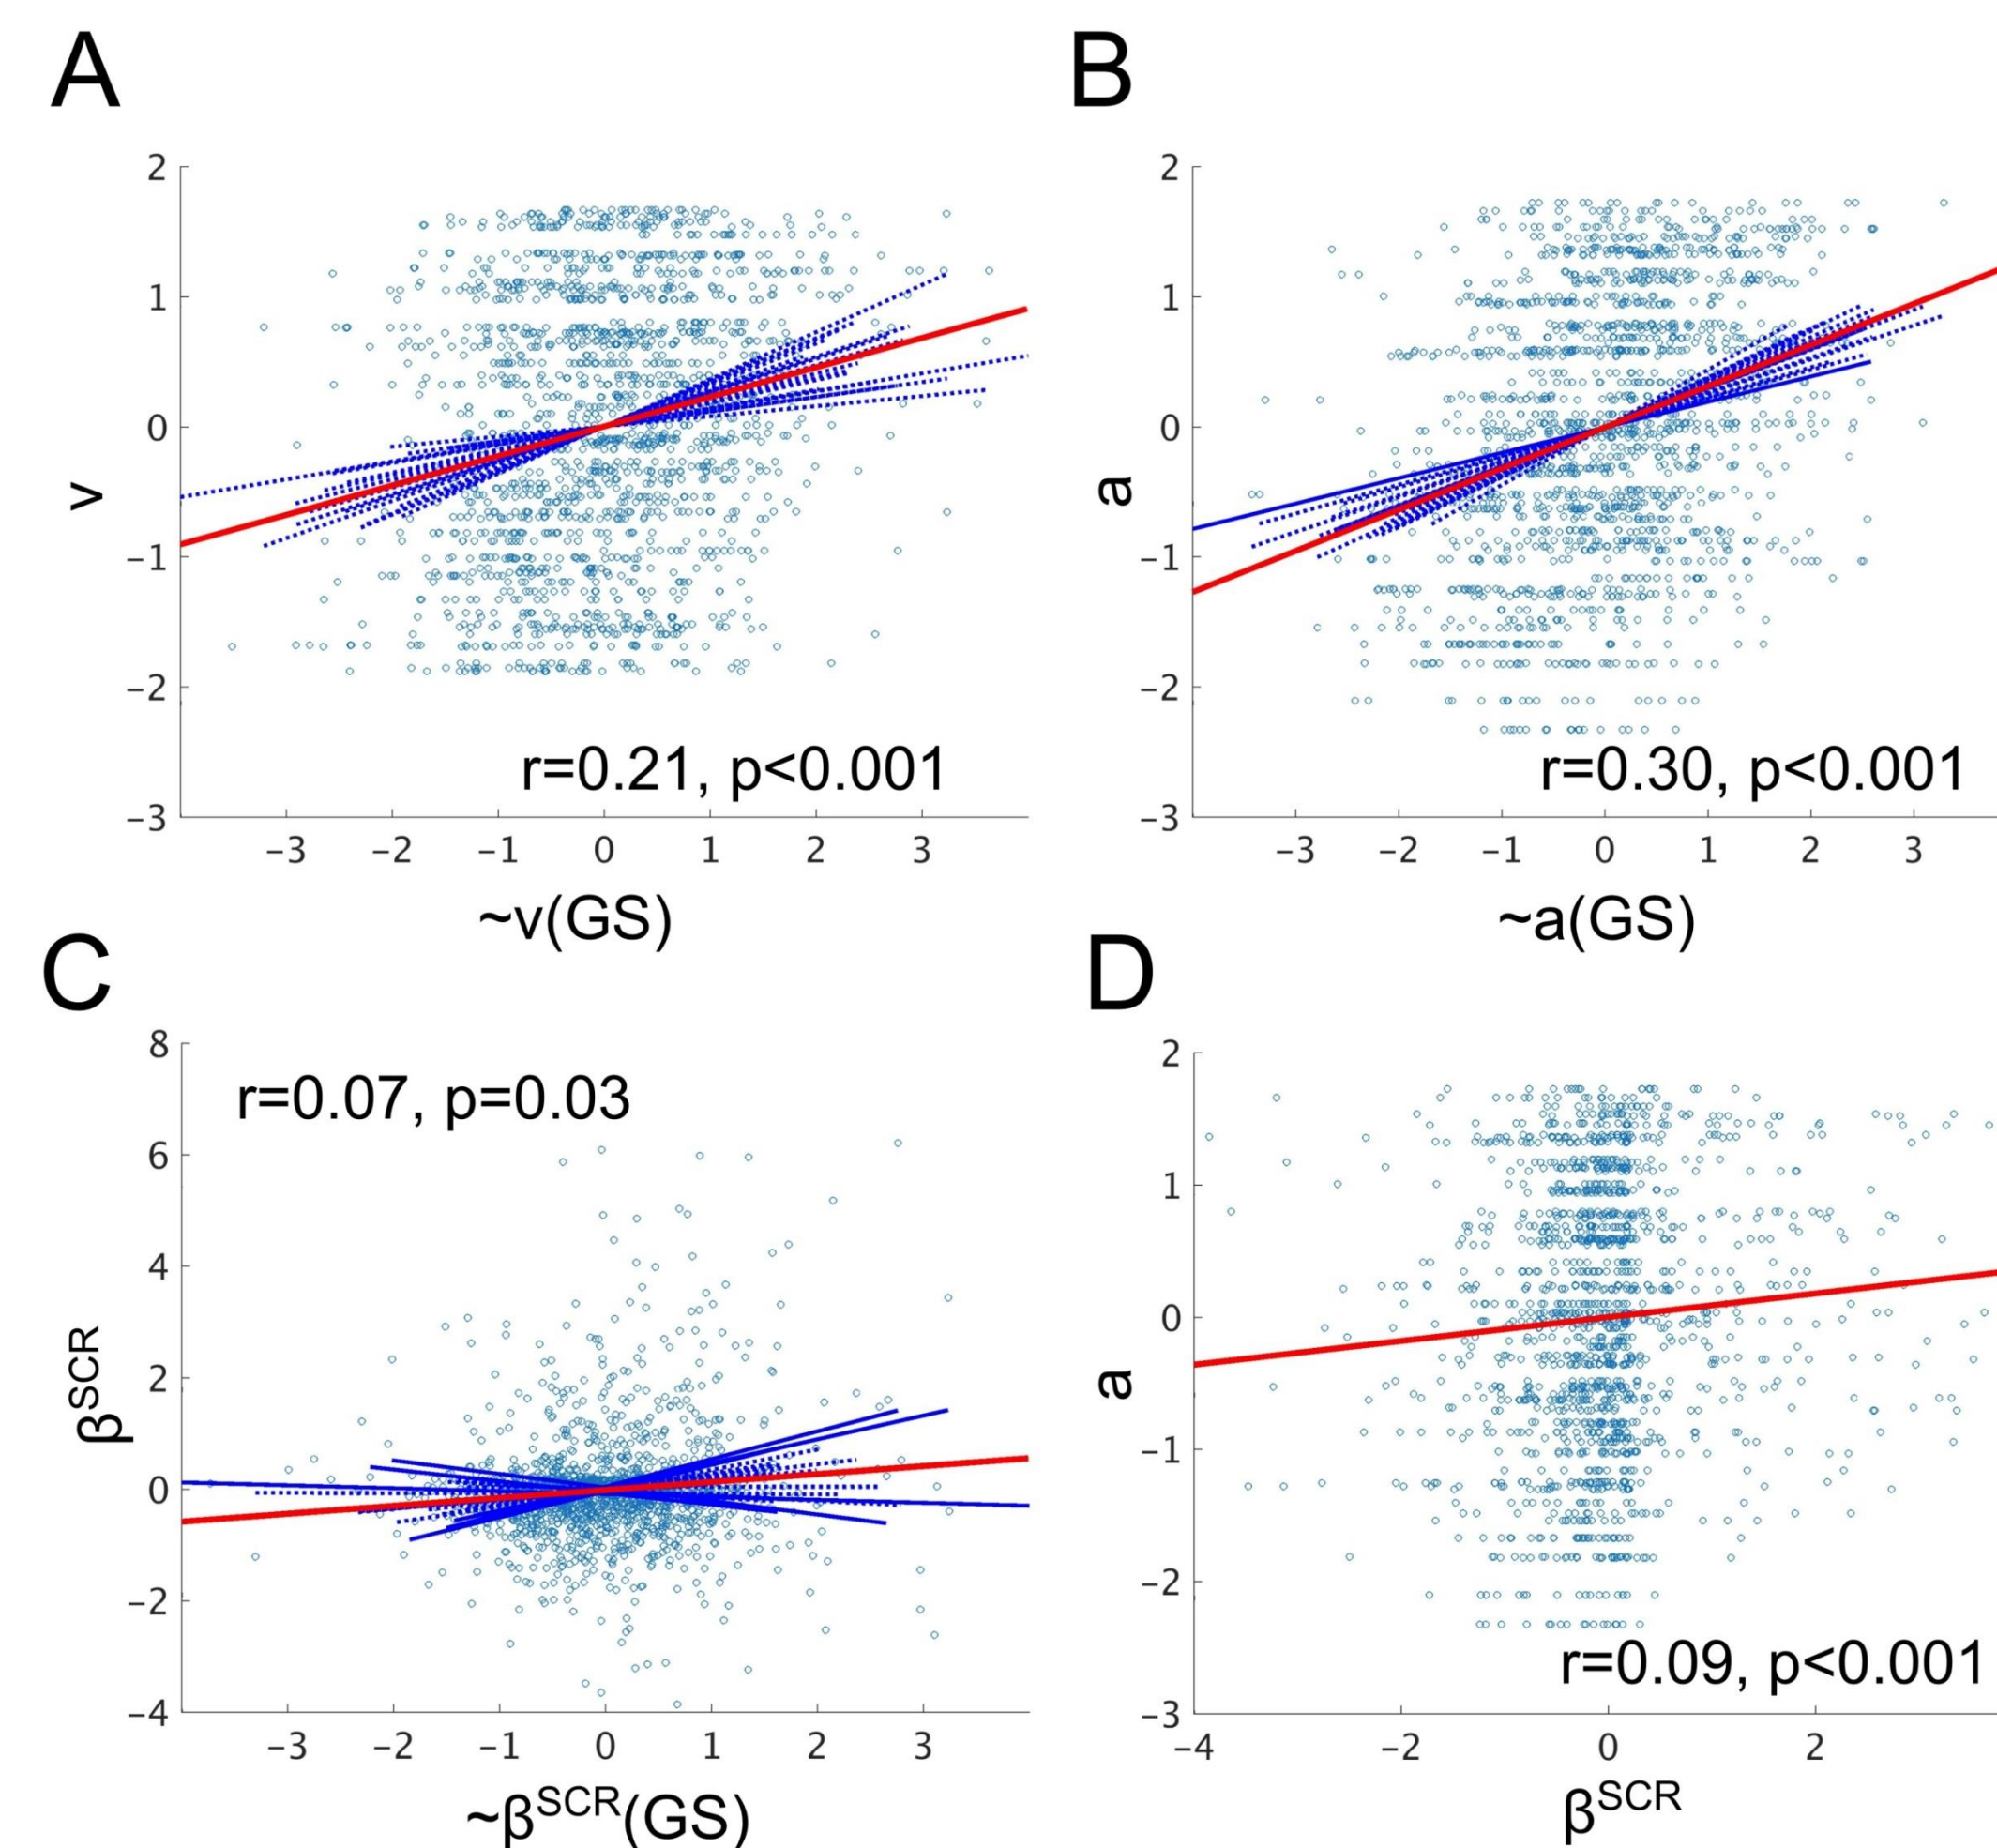 A
B
2
1
0
−1
−2
−3
v
r=0.21, p<0.001
−3 −2 −1 0 1 2 3
~v(GS)
2
1
0
−1
−2
−3
a
r=0.30, p<0.001
−3 −2 −1 0 1 2 3
~a(GS)
C
D
8
6
4
2
0
−2
−4
βSCR
r=0.07, p=0.03
−3 −2 −1 0 1 2 3
~βSCR(GS)
2
1
0
−1
−2
−3
a
r=0.09, p<0.001
−4 −2 0 2
βSCR